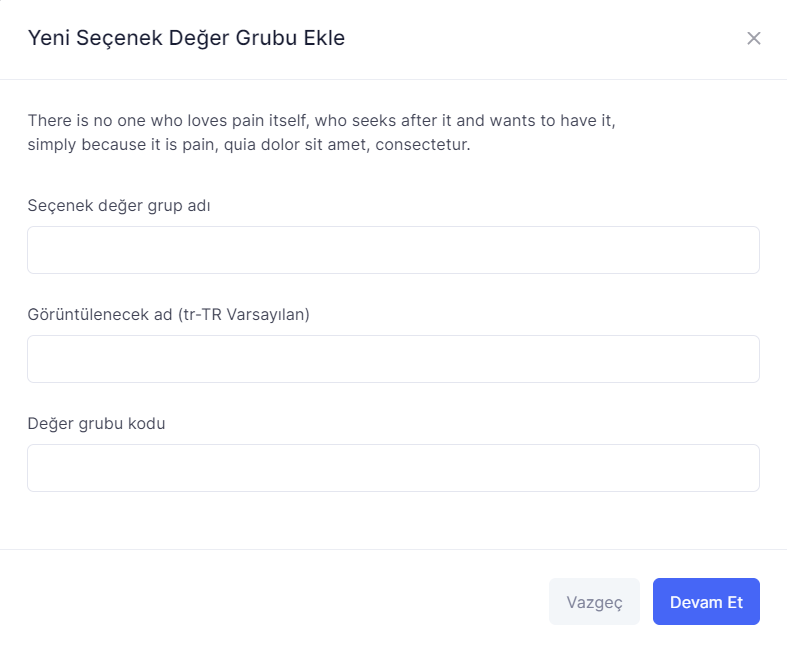 Yeni Seçenek Değer Grubu Ekle
There is no one who loves pain itself, who seeks after it and wants to have it,
simply because it is pain, quia dolor sit amet, consectetur.
Seçenek değer grup adı
Görüntülenecek ad (tr-TR Varsayılan)
Değer grubu kodu
Vazgeç
Devam Et